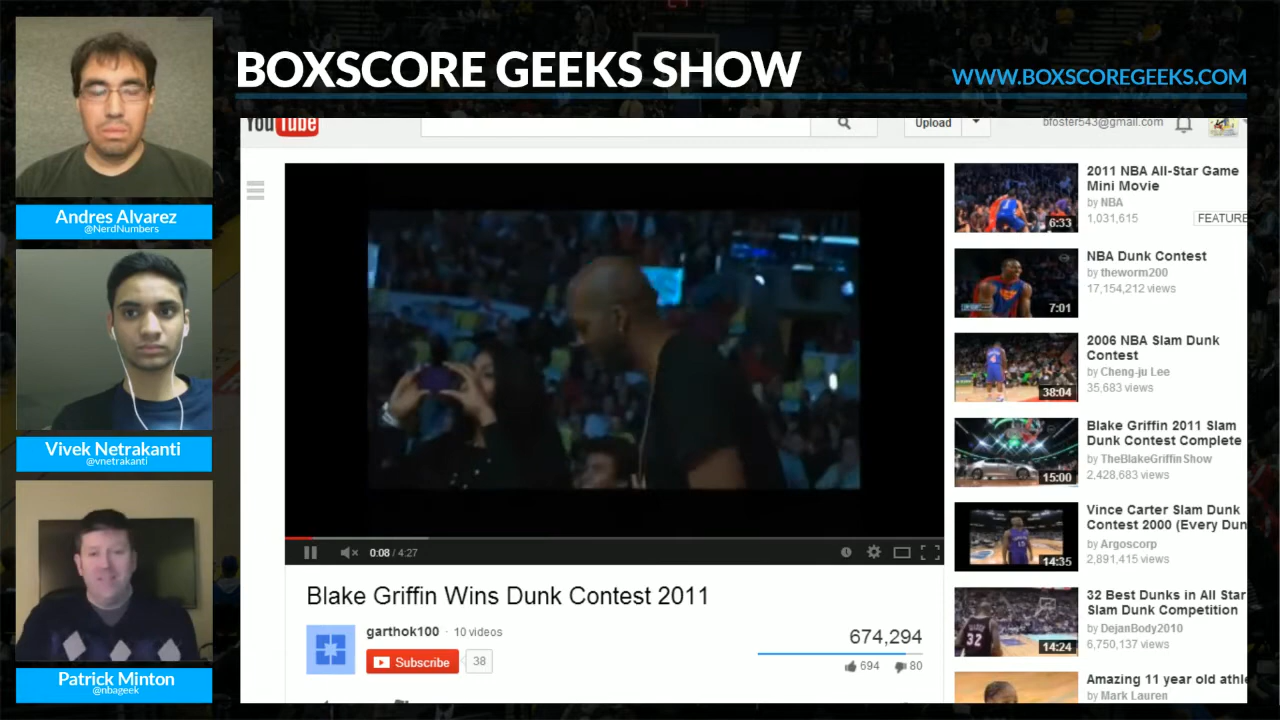 BOXSCORE GEEKS SHOW
WWW.BOXSCOREGEEKS.COM
Andres Alvarez
@NerdNumbers
Vivek Netrakanti
@vnetrakanti
Patrick Minton
@nbageek
YouTube
Upload
bfoster543@gmail.com
0:08 / 4:27
Blake Griffin Wins Dunk Contest 2011
garthok100 · 10 videos
Subscribe 38
674,294
694 80
6:33
2011 NBA All-Star Game
Mini Movie
by NBA
1,031,615
FEATURE
7:01
NBA Dunk Contest
by theworm200
17,154,212 views
38:04
2006 NBA Slam Dunk
Contest
by Cheng-ju Lee
35,683 views
15:00
Blake Griffin 2011 Slam
Dunk Contest Complete
by TheBlakeGriffinShow
2,428,683 views
14:35
Vince Carter Slam Dunk
Contest 2000 (Every Dun
by Argoscorp
2,891,415 views
32
14:24
32 Best Dunks in All Star
Slam Dunk Competition
by DejanBody2010
6,750,137 views
Amazing 11 year old athle
by Mark Lauren